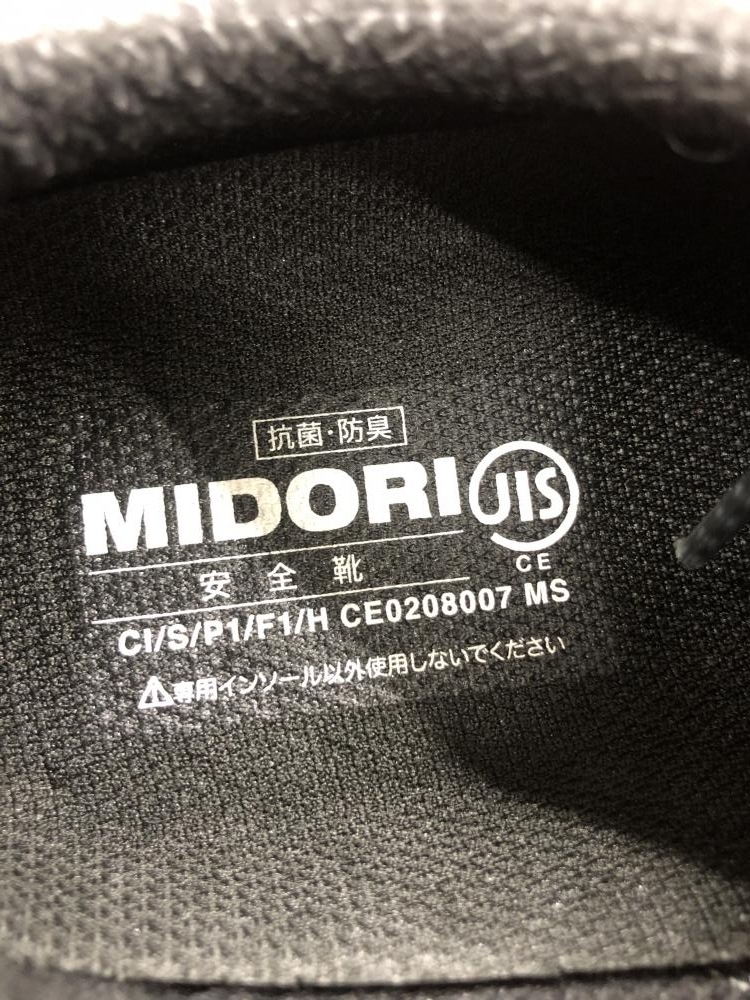 抗菌·防臭
MIDORI JIS
安全靴 CE
CI/S/P1/F1/H CE0208007 MS
⚠専用インソール以外使用しないでください